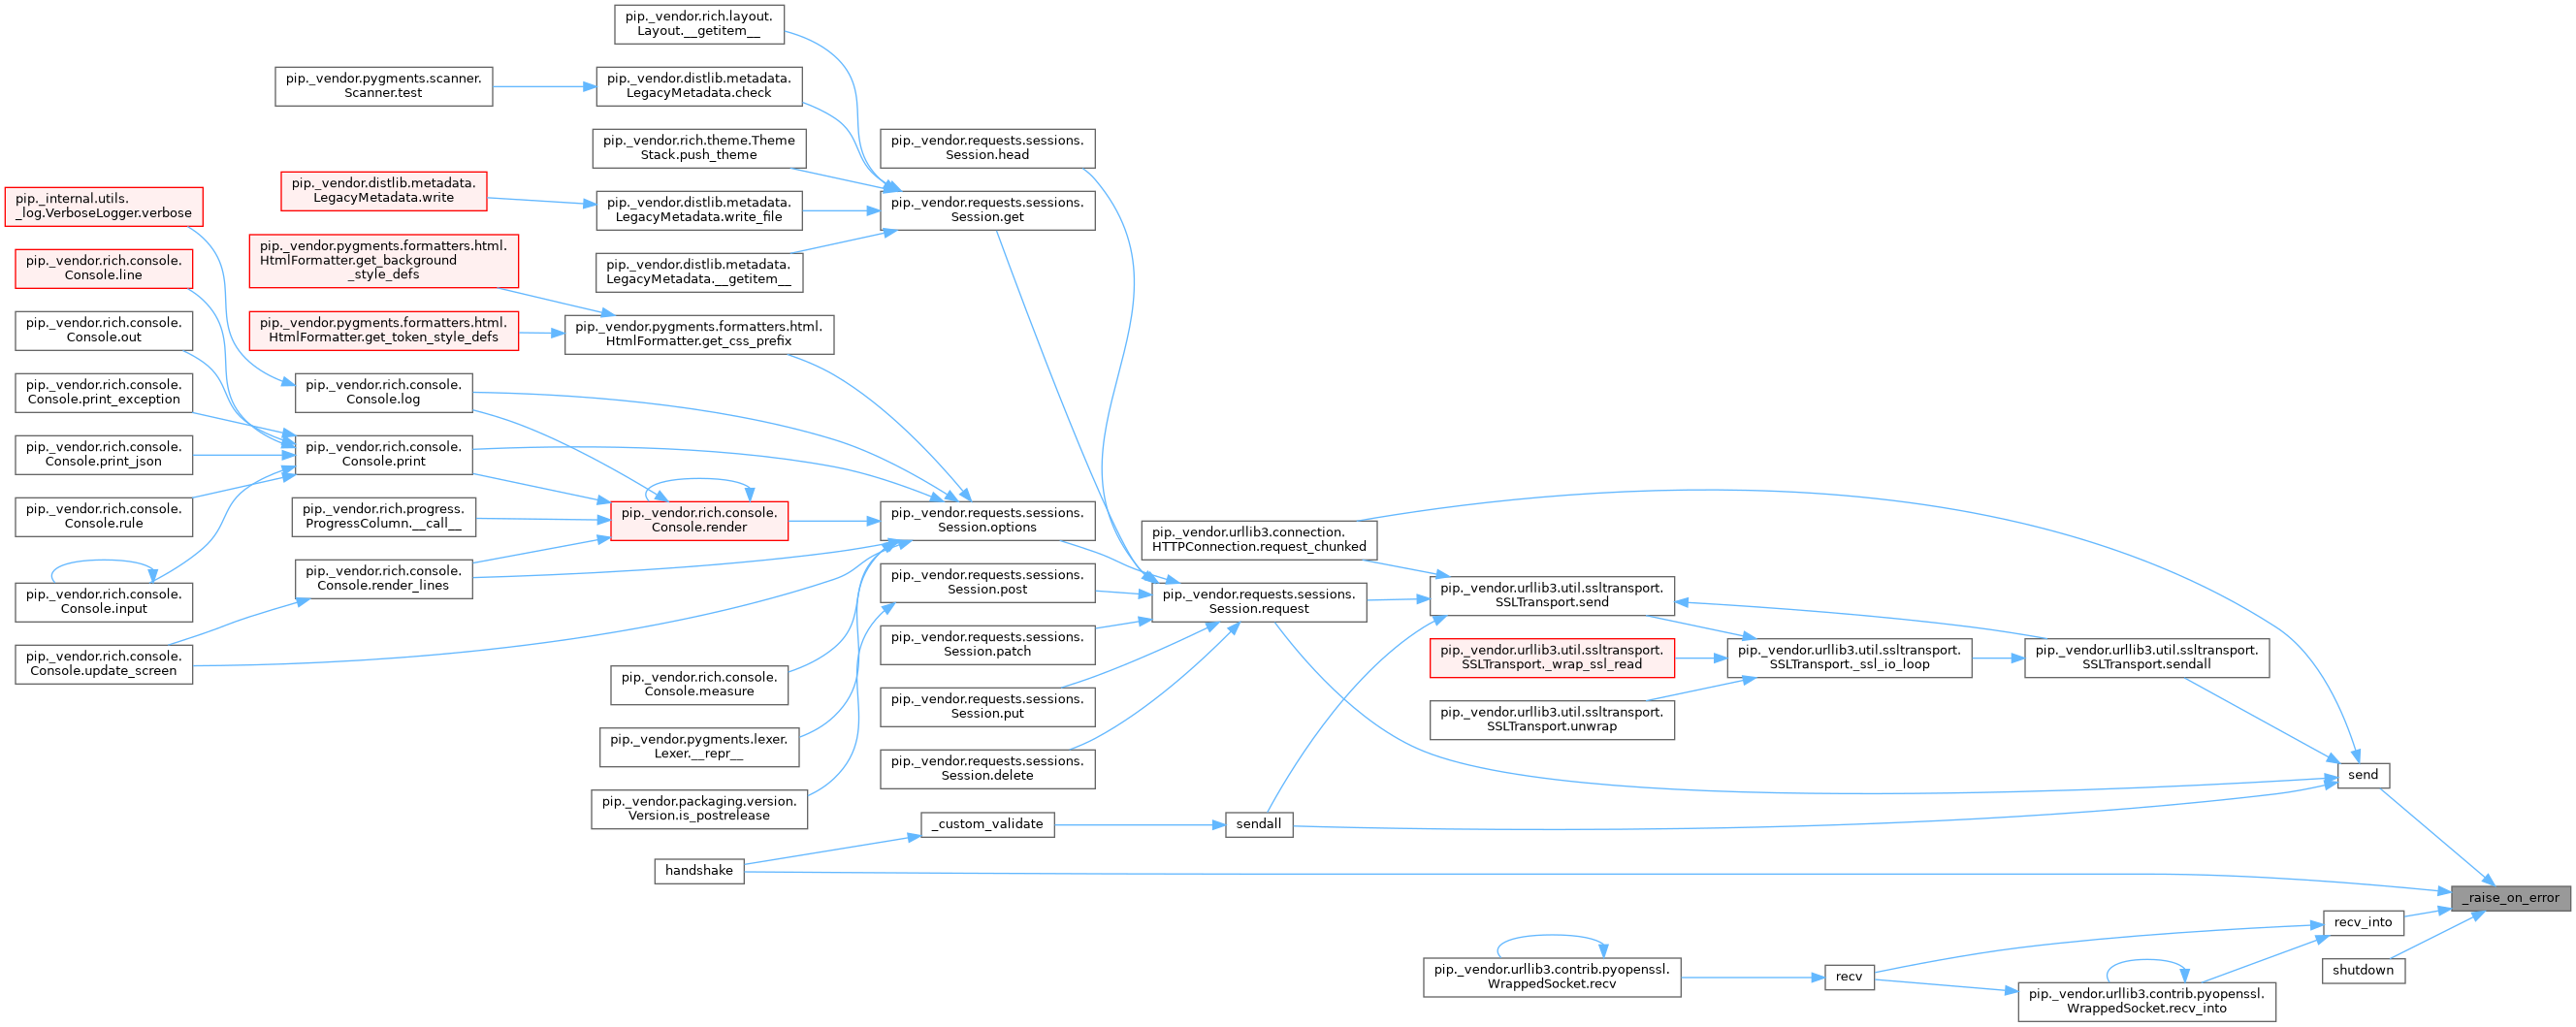 pip._vendor.rich.layout.
Layout.__getitem__
pip._vendor.pygments.scanner.
Scanner.test
pip._vendor.distlib.metadata.
LegacyMetadata.check
pip._vendor.rich.theme.Theme
Stack.push_theme
pip._vendor.requests.sessions.
Session.head
pip._internal.utils.
_log.VerboseLogger.verbose
pip._vendor.distlib.metadata.
LegacyMetadata.write
pip._vendor.distlib.metadata.
LegacyMetadata.write_file
pip._vendor.requests.sessions.
Session.get
pip._vendor.rich.console.
Console.line
pip._vendor.pygments.formatters.html.
HtmlFormatter.get_background
_style_defs
pip._vendor.distlib.metadata.
LegacyMetadata.__getitem__
pip._vendor.rich.console.
Console.out
pip._vendor.pygments.formatters.html.
HtmlFormatter.get_token_style_defs
pip._vendor.pygments.formatters.html.
HtmlFormatter.get_css_prefix
pip._vendor.rich.console.
Console.print_exception
pip._vendor.rich.console.
Console.log
pip._vendor.rich.console.
Console.print_json
pip._vendor.rich.console.
Console.print
pip._vendor.rich.console.
Console.rule
pip._vendor.rich.progress.
ProgressColumn.__call__
pip._vendor.rich.console.
Console.render
pip._vendor.requests.sessions.
Session.options
pip._vendor.urllib3.connection.
HTTPConnection.request_chunked
pip._vendor.rich.console.
Console.input
pip._vendor.rich.console.
Console.render_lines
pip._vendor.requests.sessions.
Session.post
pip._vendor.requests.sessions.
Session.request
pip._vendor.urllib3.util.ssltransport.
SSLTransport.send
pip._vendor.rich.console.
Console.update_screen
pip._vendor.rich.console.
Console.measure
pip._vendor.requests.sessions.
Session.patch
pip._vendor.urllib3.util.ssltransport.
SSLTransport._wrap_ssl_read
pip._vendor.urllib3.util.ssltransport.
SSLTransport._ssl_io_loop
pip._vendor.urllib3.util.ssltransport.
SSLTransport.sendall
pip._vendor.requests.sessions.
Session.put
pip._vendor.urllib3.util.ssltransport.
SSLTransport.unwrap
pip._vendor.pygments.lexer.
Lexer.__repr__
pip._vendor.requests.sessions.
Session.delete
send
pip._vendor.packaging.version.
Version.is_postrelease
_custom_validate
sendall
handshake
_raise_on_error
recv_into
pip._vendor.urllib3.contrib.pyopenssl.
WrappedSocket.recv
recv
shutdown
pip._vendor.urllib3.contrib.pyopenssl.
WrappedSocket.recv_into